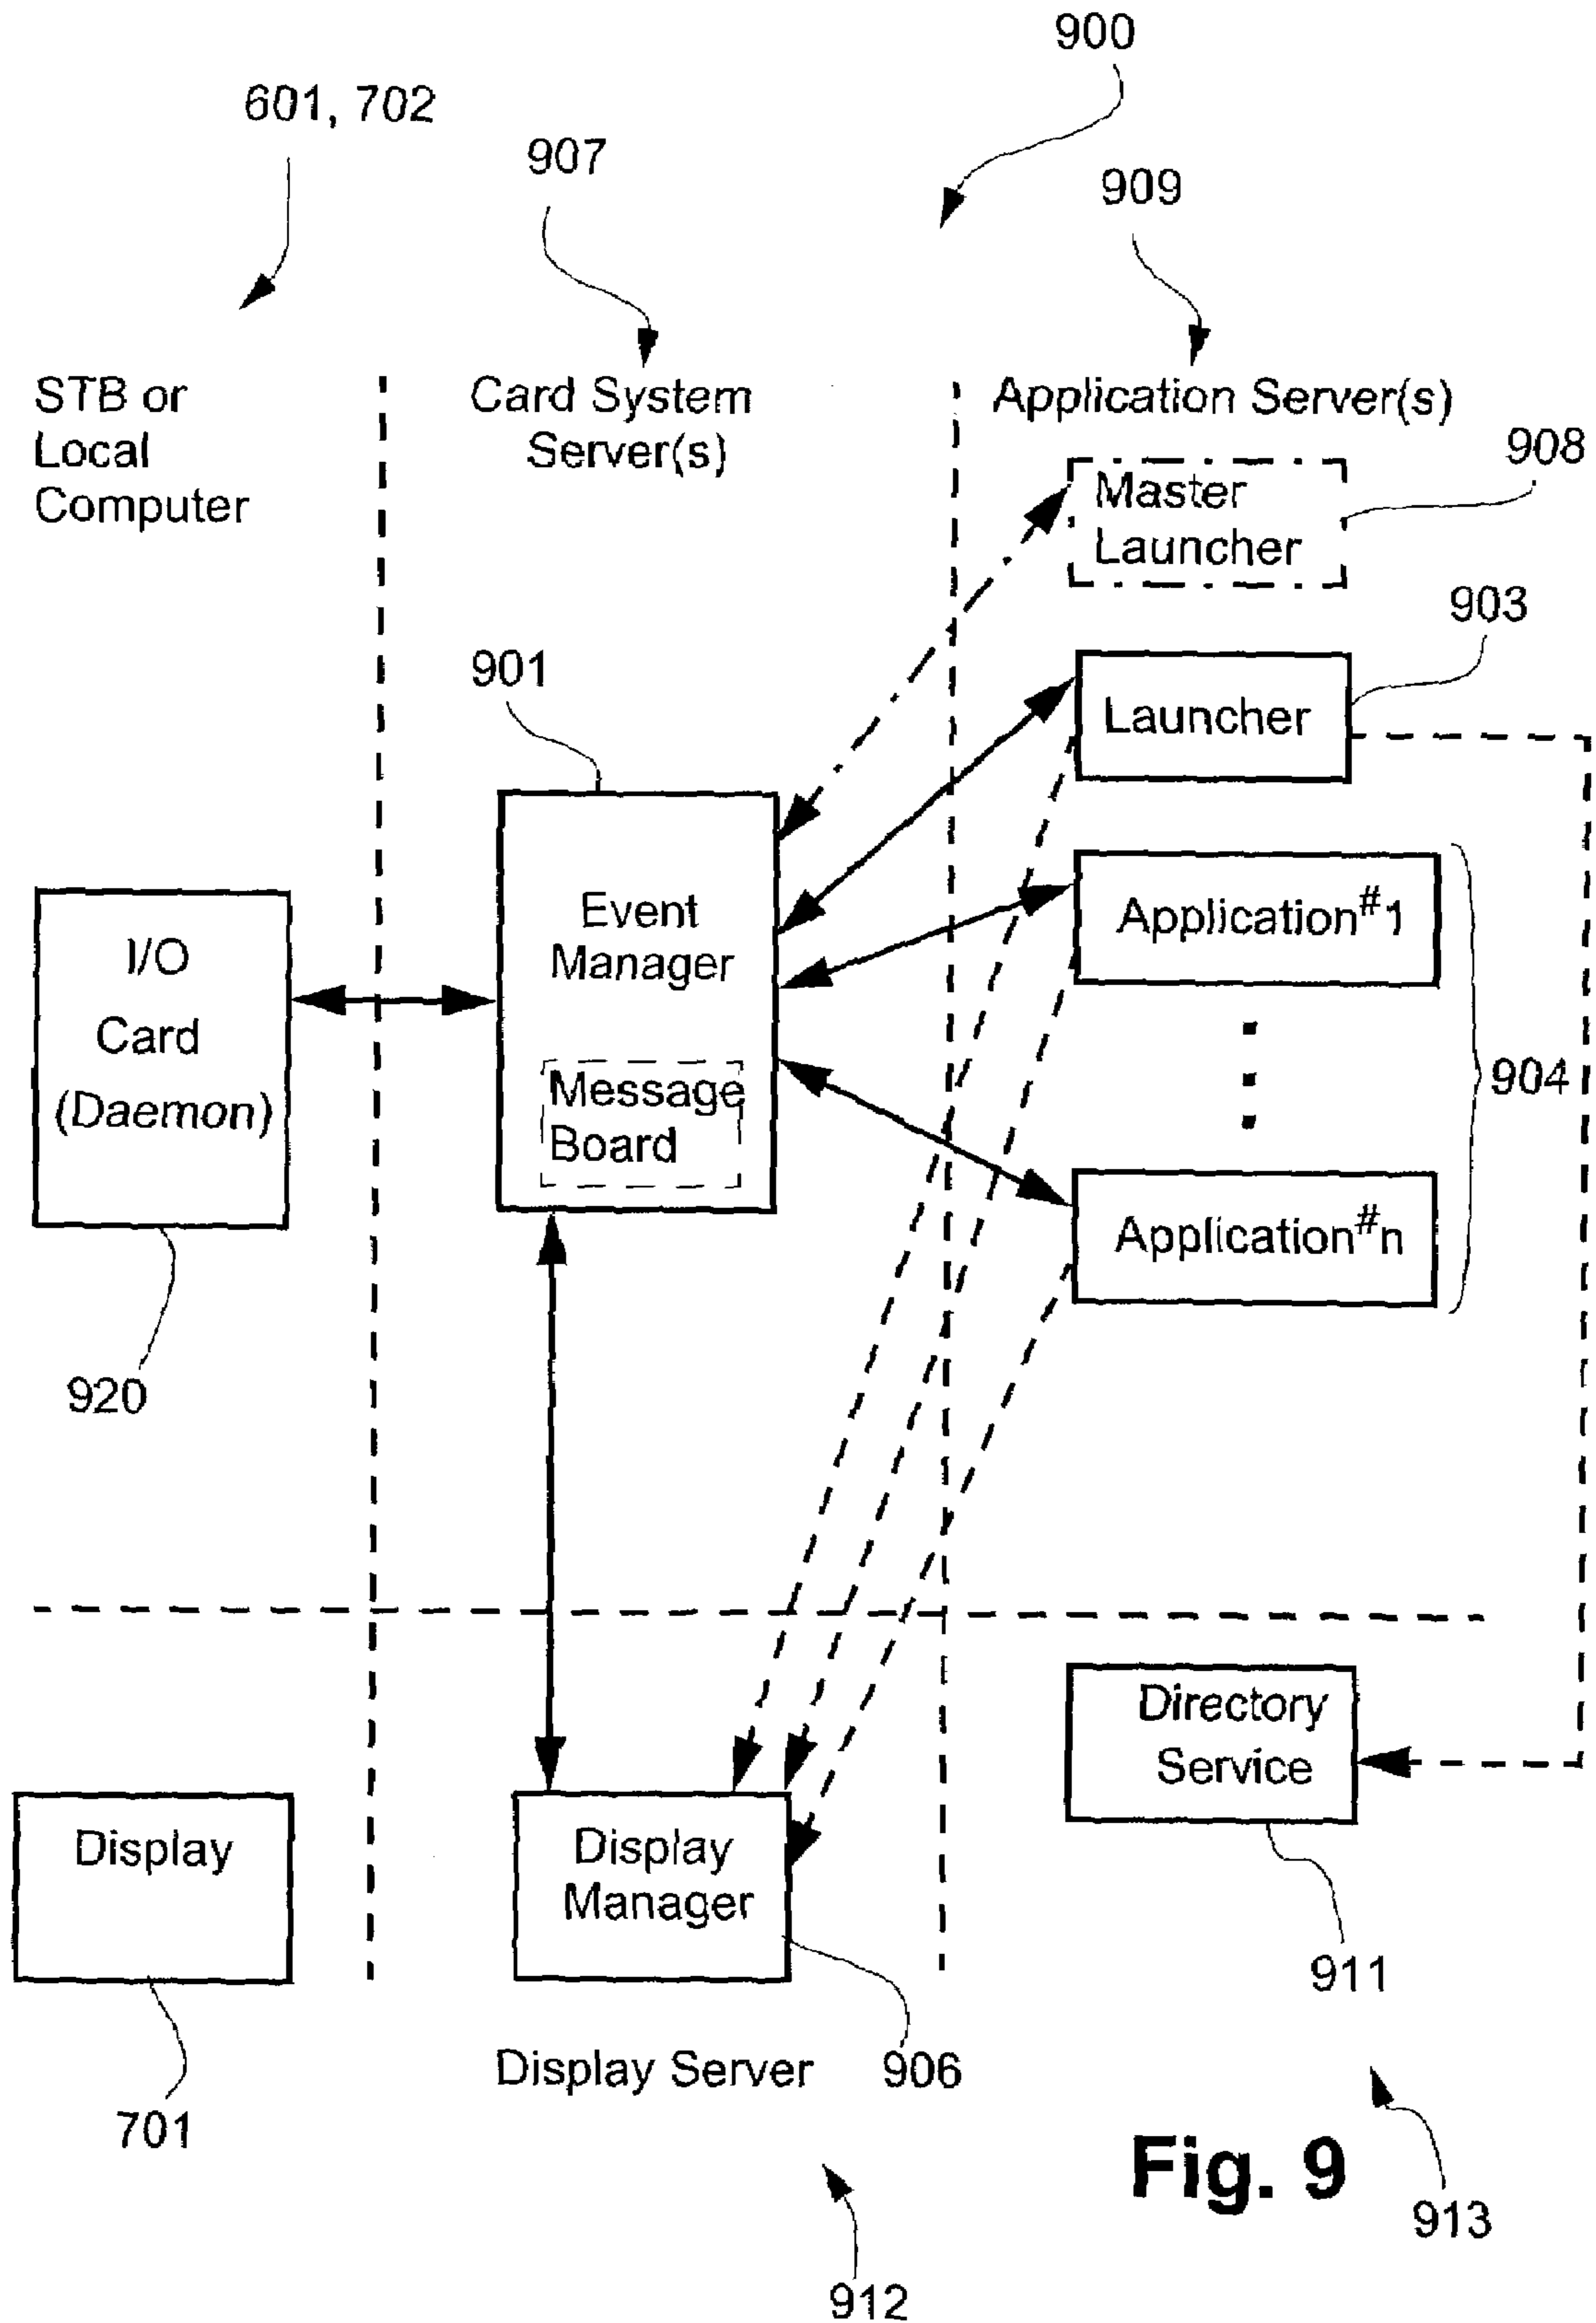 900
601, 702
907
909
STB or
Local
Computer
Card System
Server(s)
Application Server(s)
908
Master
Launcher
903
901
Launcher
Event
Manager
Application#1
I/O
Card
(Daemon)
Message
Board
904
Application#n
920
Directory
Service
Display
Display
Manager
911
Display Server
906
701
Fig. 9
913
912